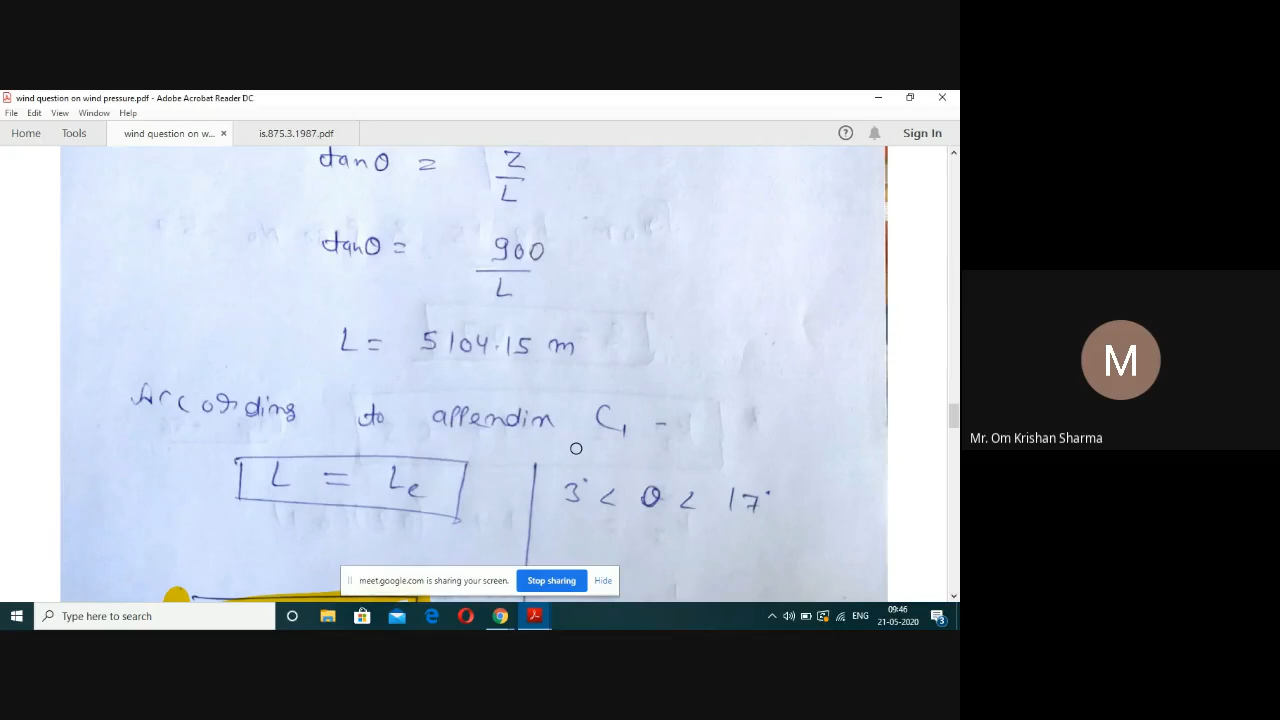 wind question on wind pressure.pdf - Adobe Acrobat Reader DC
File Edit View Window Help
Home Tools wind question on w... × is.875.3.1987.pdf ? Sign In
tanθ = Z / L
tanθ = 900 / L
L = 5104.15 m
According to appendin C1 -
L = Le 3° < θ < 17°
meet.google.com is sharing your screen. Stop sharing Hide
Type here to search ENG 09:46
21-05-2020 3
M
Mr. Om Krishan Sharma